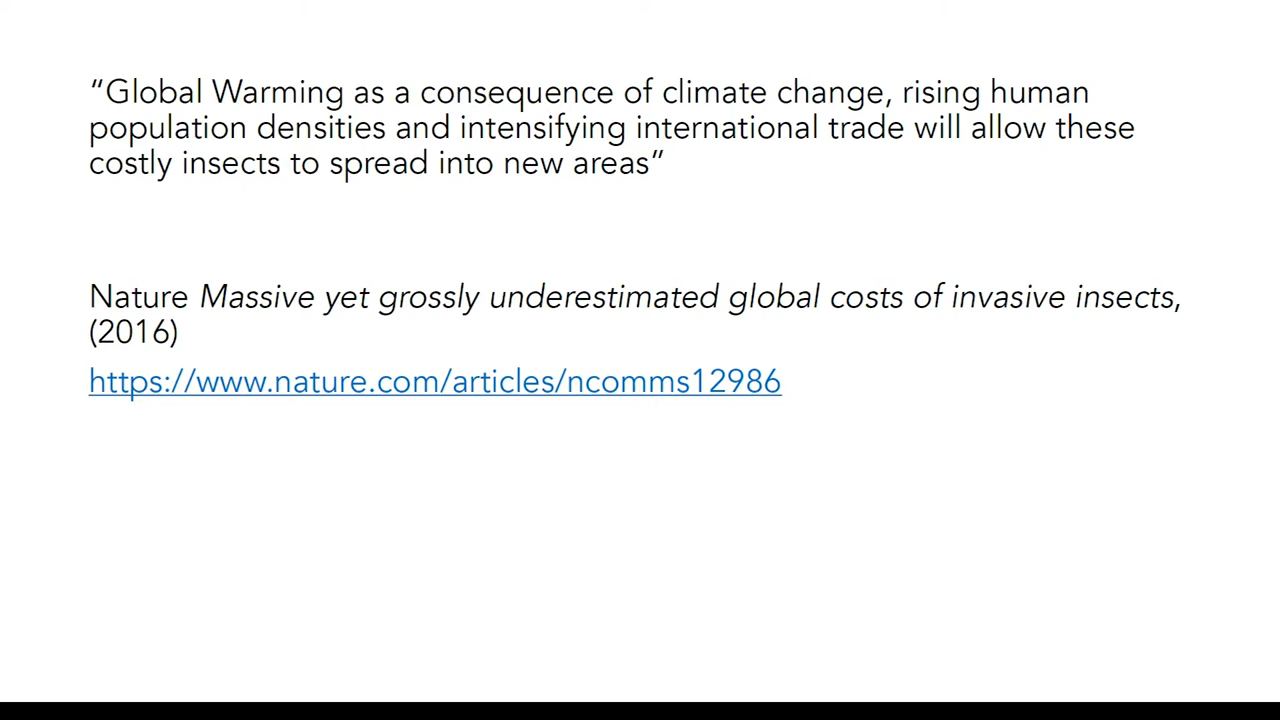 “Global Warming as a consequence of climate change, rising human
population densities and intensifying international trade will allow these
costly insects to spread into new areas”
Nature Massive yet grossly underestimated global costs of invasive insects,
(2016)
https://www.nature.com/articles/ncomms12986